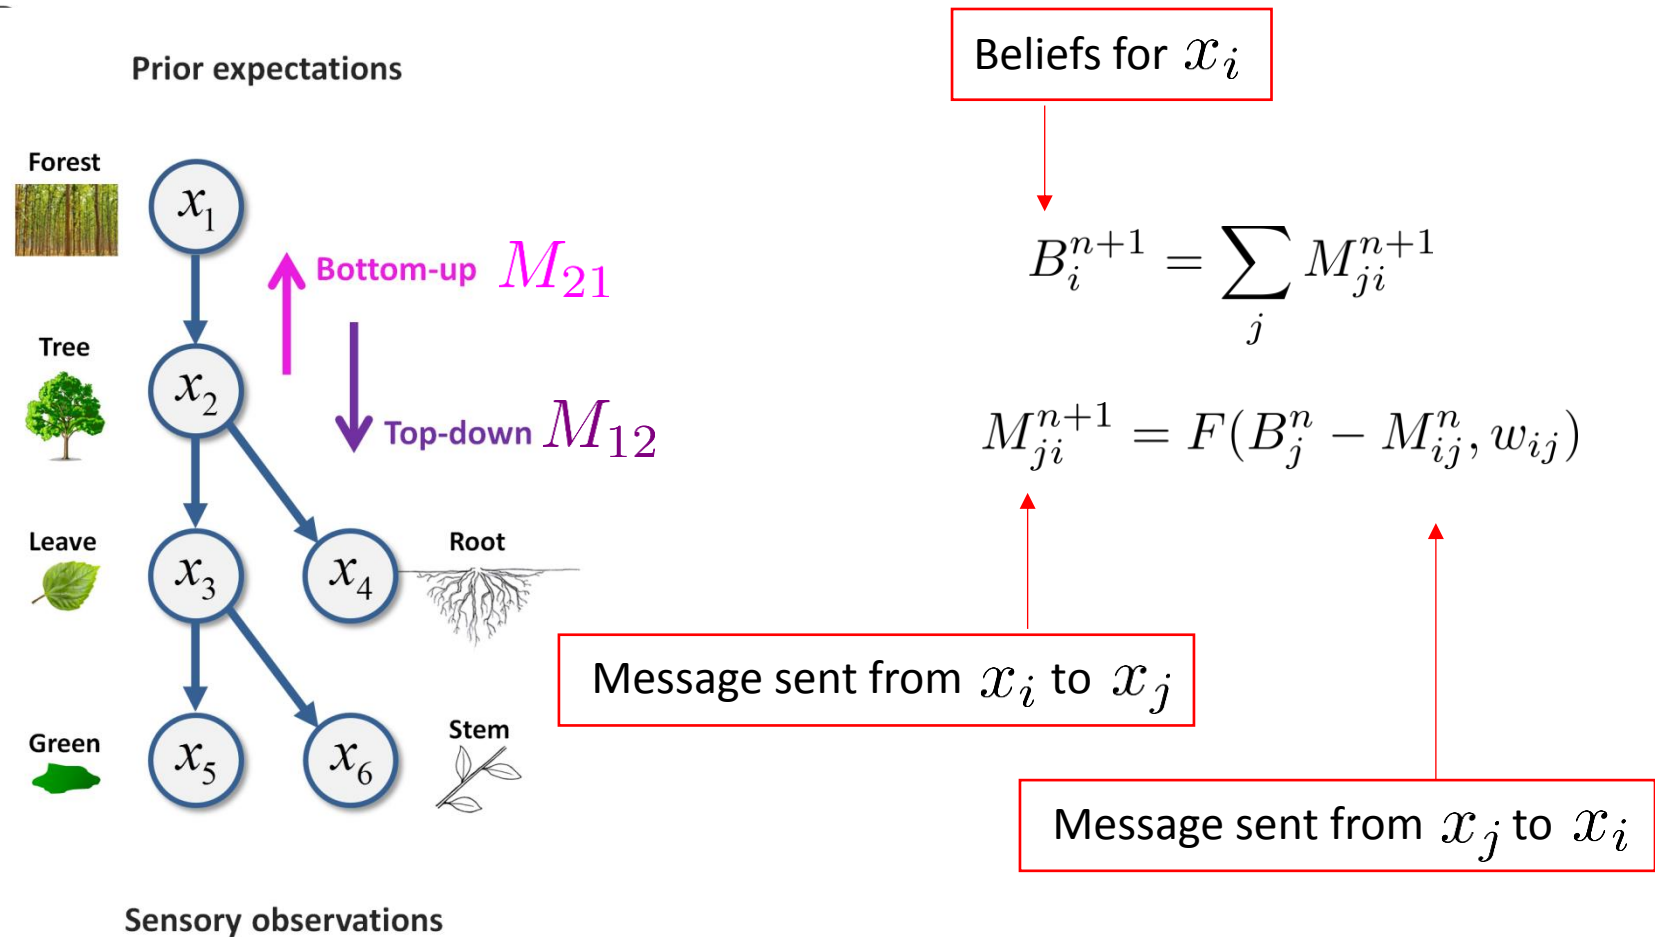 Prior expectations
Forest
x₁
Bottom-up M₂₁
Tree
x₂
Top-down M₁₂
Leave
x₃
x₄
Root
Green
x₅
x₆
Stem
Sensory observations
Beliefs for xᵢ
B_i^{n+1} = \sum_j M_{ji}^{n+1}
M_{ji}^{n+1} = F(B_j^n − M_{ij}^n, w_{ij})
Message sent from xᵢ to xⱼ
Message sent from xⱼ to xᵢ